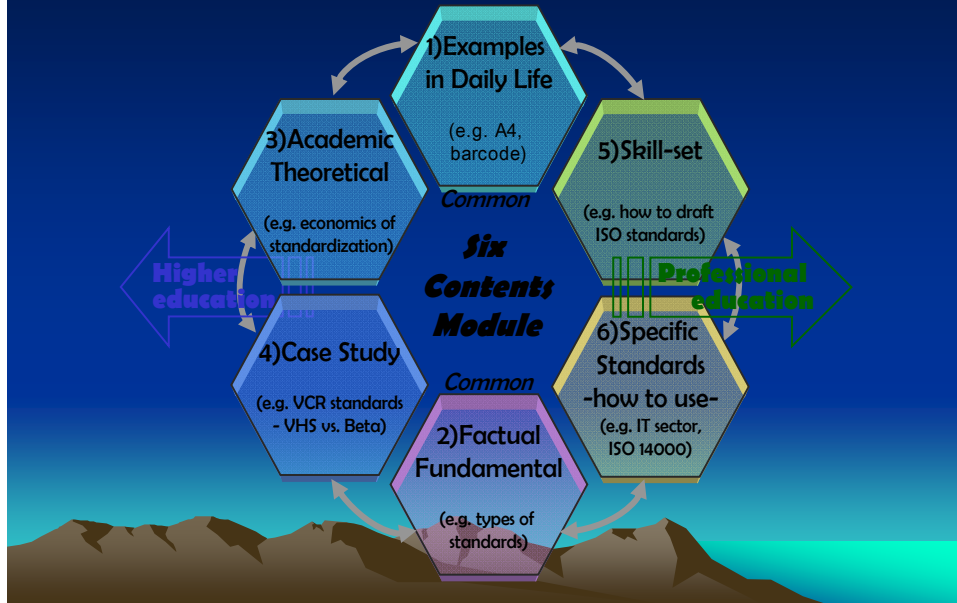 1)Examples
in Daily Life
(e.g. A4,
barcode)
Common
3)Academic
Theoretical
(e.g. economics of
standardization)
5)Skill-set
(e.g. how to draft
ISO standards)
Higher
education
Six
Contents
Module
Professional
education
4)Case Study
(e.g. VCR standards
- VHS vs. Beta)
6)Specific
Standards
-how to use-
(e.g. IT sector,
ISO 14000)
Common
2)Factual
Fundamental
(e.g. types of
standards)